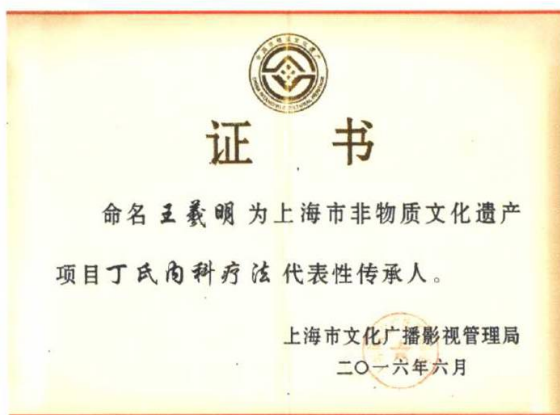 证 书
命名王羲明为上海市非物质文化遗产
项目丁氏内科疗法代表性传承人。
上海市文化广播影视管理局
二〇一六年六月